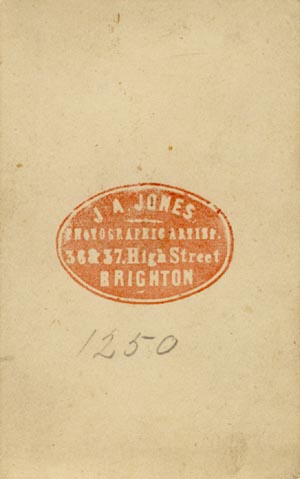 J. A. JONES.
PHOTOGRAPHIC ARTIST.
36 & 37, High Street
BRIGHTON
1250